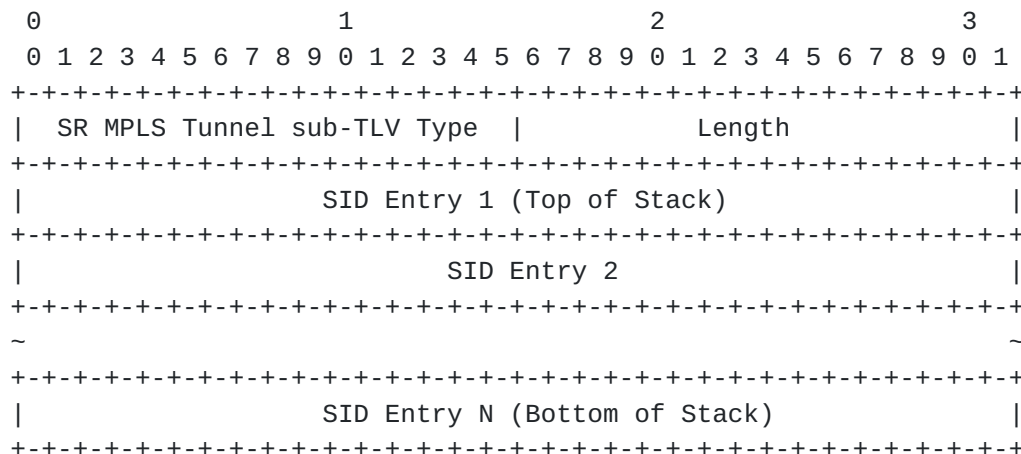 0                   1                   2                   3
 0 1 2 3 4 5 6 7 8 9 0 1 2 3 4 5 6 7 8 9 0 1 2 3 4 5 6 7 8 9 0 1
+-+-+-+-+-+-+-+-+-+-+-+-+-+-+-+-+-+-+-+-+-+-+-+-+-+-+-+-+-+-+-+-+
|  SR MPLS Tunnel sub-TLV Type  |           Length              |
+-+-+-+-+-+-+-+-+-+-+-+-+-+-+-+-+-+-+-+-+-+-+-+-+-+-+-+-+-+-+-+-+
|                   SID Entry 1 (Top of Stack)                  |
+-+-+-+-+-+-+-+-+-+-+-+-+-+-+-+-+-+-+-+-+-+-+-+-+-+-+-+-+-+-+-+-+
|                           SID Entry 2                         |
+-+-+-+-+-+-+-+-+-+-+-+-+-+-+-+-+-+-+-+-+-+-+-+-+-+-+-+-+-+-+-+-+
~                                                               ~
+-+-+-+-+-+-+-+-+-+-+-+-+-+-+-+-+-+-+-+-+-+-+-+-+-+-+-+-+-+-+-+-+
|                   SID Entry N (Bottom of Stack)               |
+-+-+-+-+-+-+-+-+-+-+-+-+-+-+-+-+-+-+-+-+-+-+-+-+-+-+-+-+-+-+-+-+